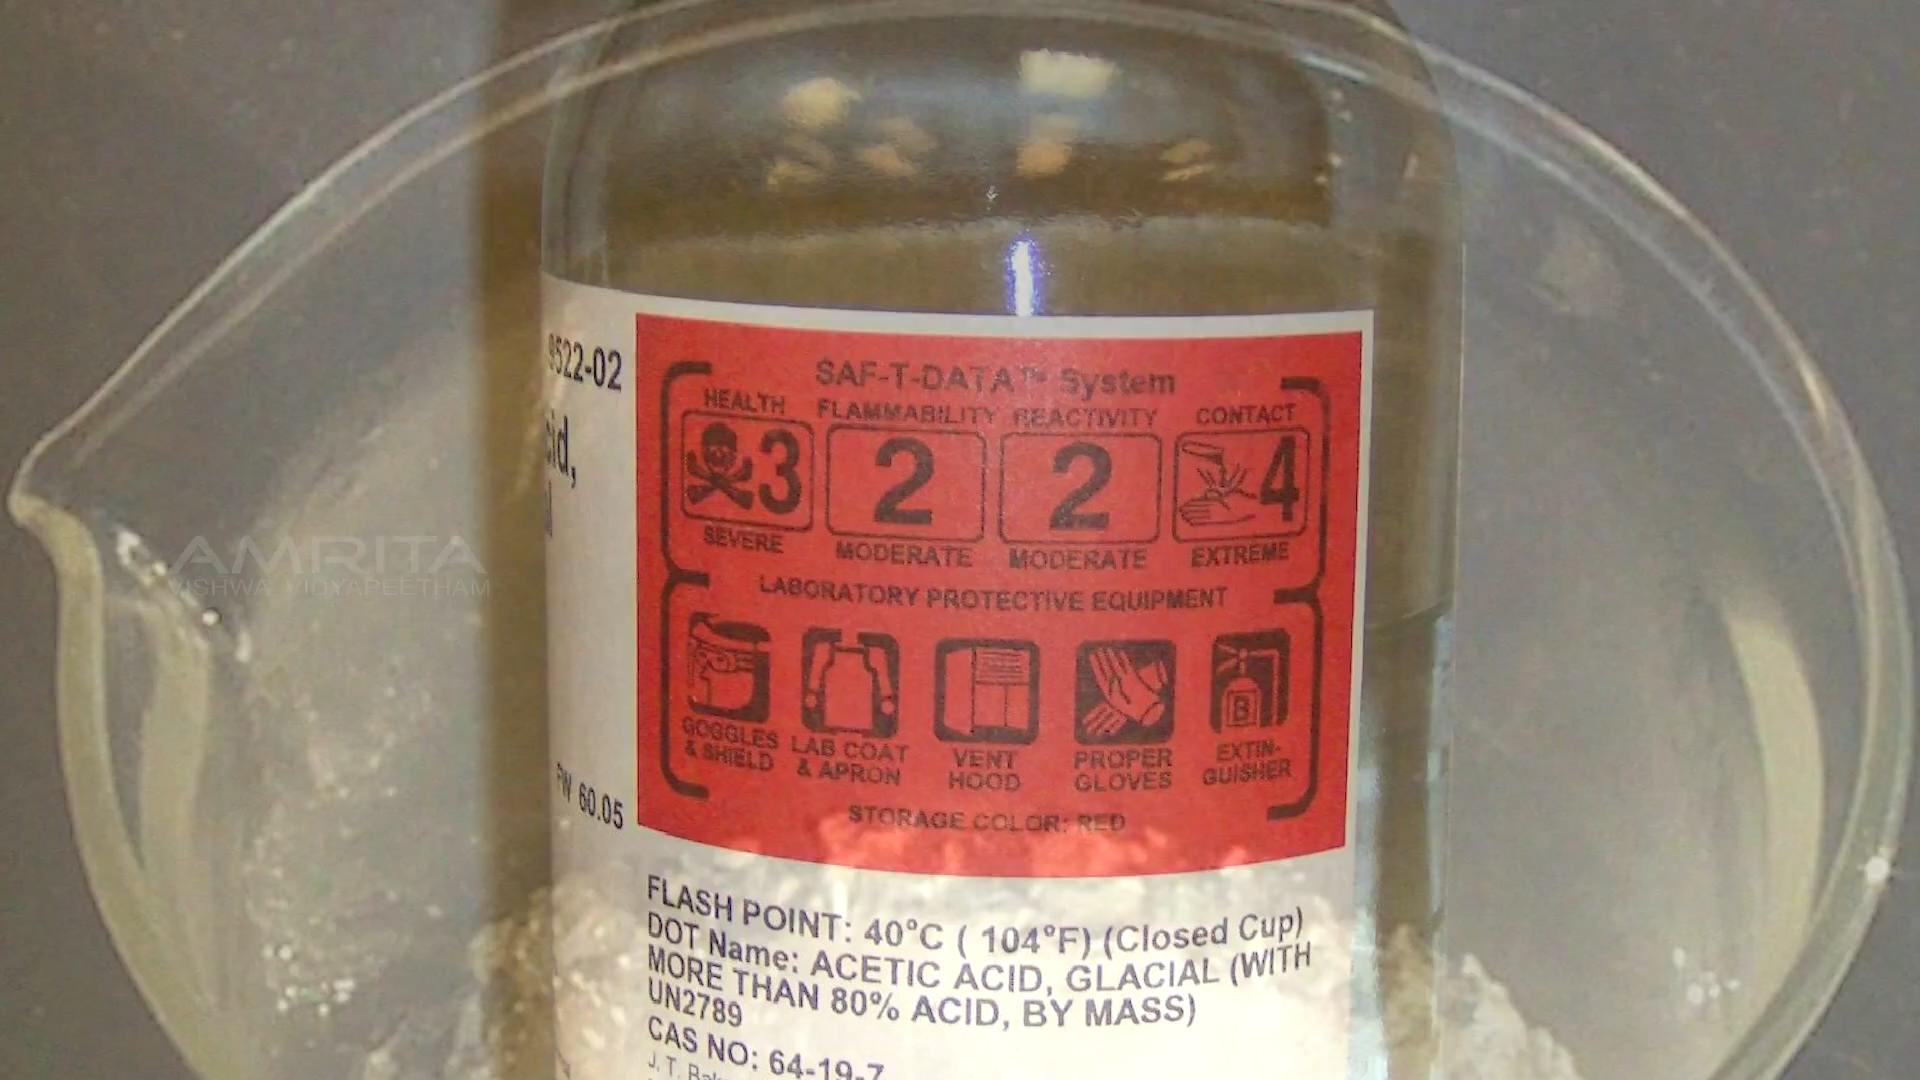 9522-02
cid,
FW 60.05
SAF-T-DATA™ System
HEALTH FLAMMABILITY REACTIVITY CONTACT
3 2 2 4
SEVERE MODERATE MODERATE EXTREME
LABORATORY PROTECTIVE EQUIPMENT
B
GOGGLES & SHIELD
LAB COAT & APRON
VENT HOOD
PROPER GLOVES
EXTIN-GUISHER
STORAGE COLOR: RED
FLASH POINT: 40°C ( 104°F) (Closed Cup)
DOT Name: ACETIC ACID, GLACIAL (WITH
MORE THAN 80% ACID, BY MASS)
UN2789
CAS NO: 64-19-7
J. T.
AMRITA
VISHWA VIDYAPEETHAM